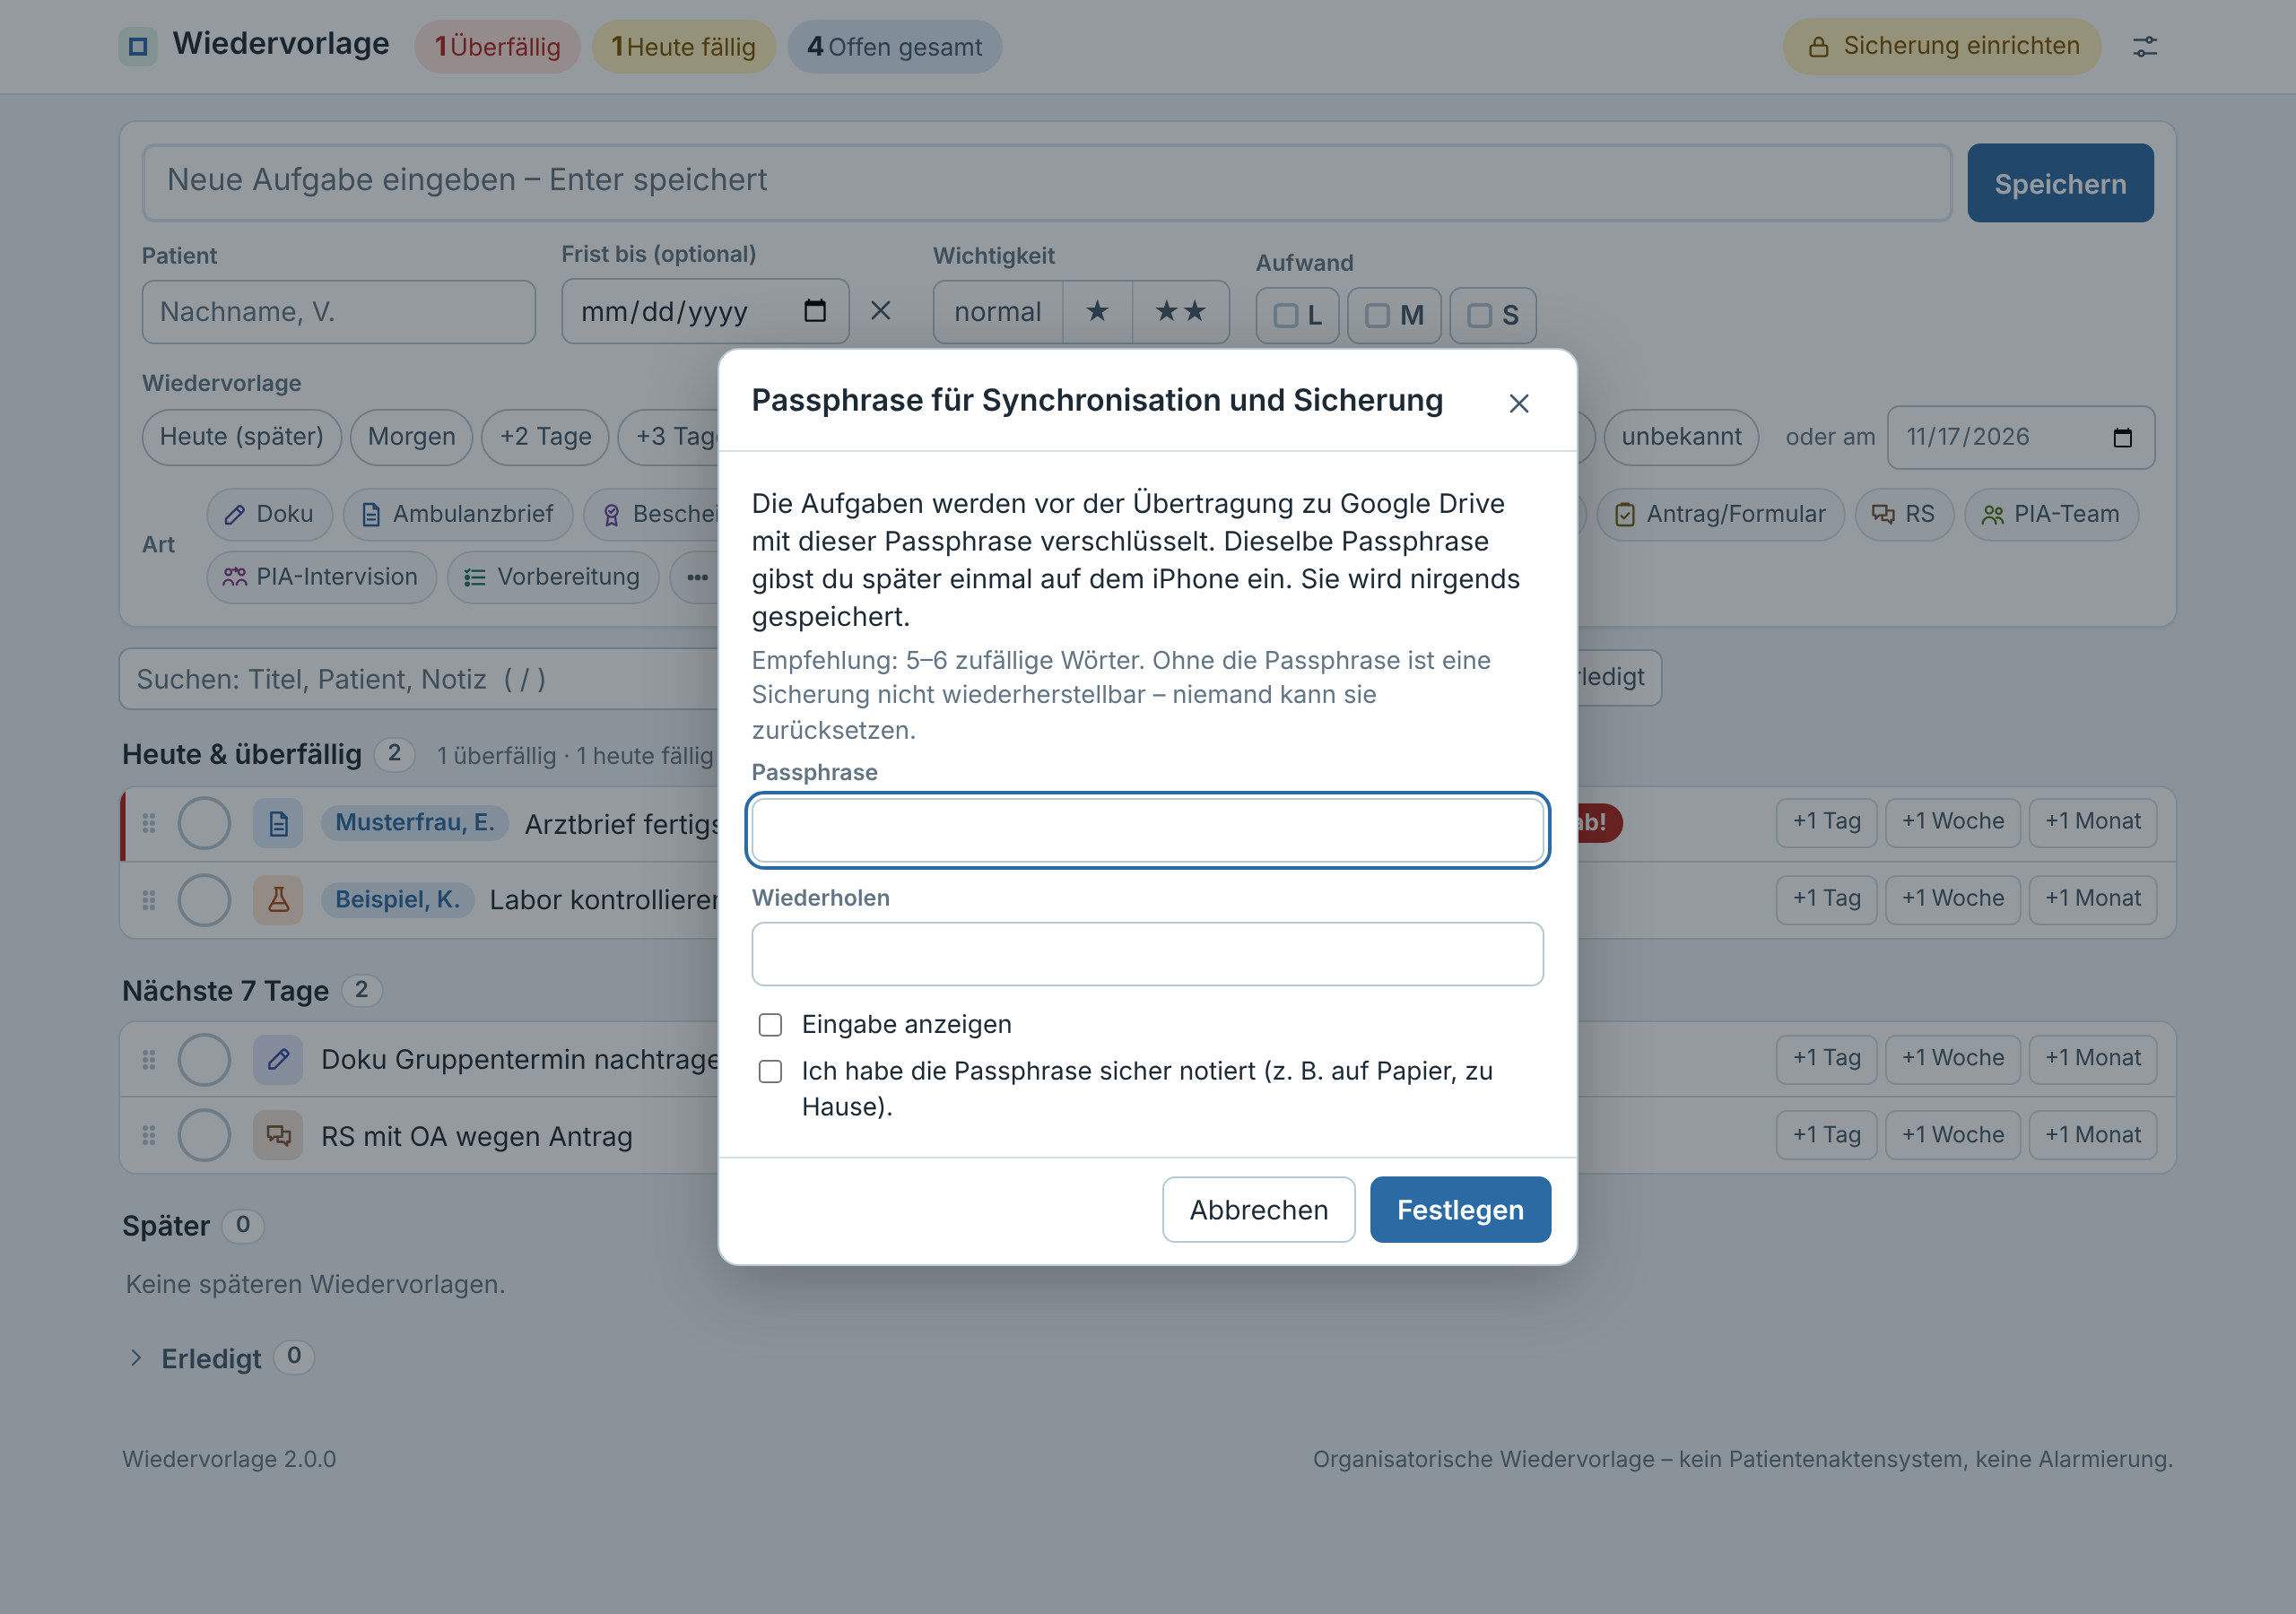 Wiedervorlage 1 Überfällig 1 Heute fällig 4 Offen gesamt Sicherung einrichten
Neue Aufgabe eingeben – Enter speichert Speichern
Patient Frist bis (optional) Wichtigkeit Aufwand
Nachname, V. mm/dd/yyyy normal ★ ★★ L M S
Wiedervorlage
Heute (später) Morgen +2 Tage +3 unbekannt oder am 11/17/2026
Art
Doku Ambulanzbrief Antrag/Formular RS PIA-Team
PIA-Intervision Vorbereitung •••
Suchen: Titel, Patient, Notiz ( / )
Heute & überfällig 2 1 überfällig · 1 heute fällig
Musterfrau, E. Arztbrief ab! +1 Tag +1 Woche +1 Monat
Beispiel, K. Labor +1 Tag +1 Woche +1 Monat
Nächste 7 Tage 2
Doku Gruppentermin +1 Tag +1 Woche +1 Monat
RS mit OA wegen Antrag +1 Tag +1 Woche +1 Monat
Später 0
Keine späteren Wiedervorlagen.
Erledigt 0
Wiedervorlage 2.0.0 Organisatorische Wiedervorlage – kein Patientenaktensystem, keine Alarmierung.
Passphrase für Synchronisation und Sicherung
Die Aufgaben werden vor der Übertragung zu Google Drive
mit dieser Passphrase verschlüsselt. Dieselbe Passphrase
gibst du später einmal auf dem iPhone ein. Sie wird nirgends
gespeichert.
Empfehlung: 5–6 zufällige Wörter. Ohne die Passphrase ist eine
Sicherung nicht wiederherstellbar – niemand kann sie
zurücksetzen.
Passphrase
Wiederholen
Eingabe anzeigen
Ich habe die Passphrase sicher notiert (z. B. auf Papier, zu
Hause).
Abbrechen Festlegen